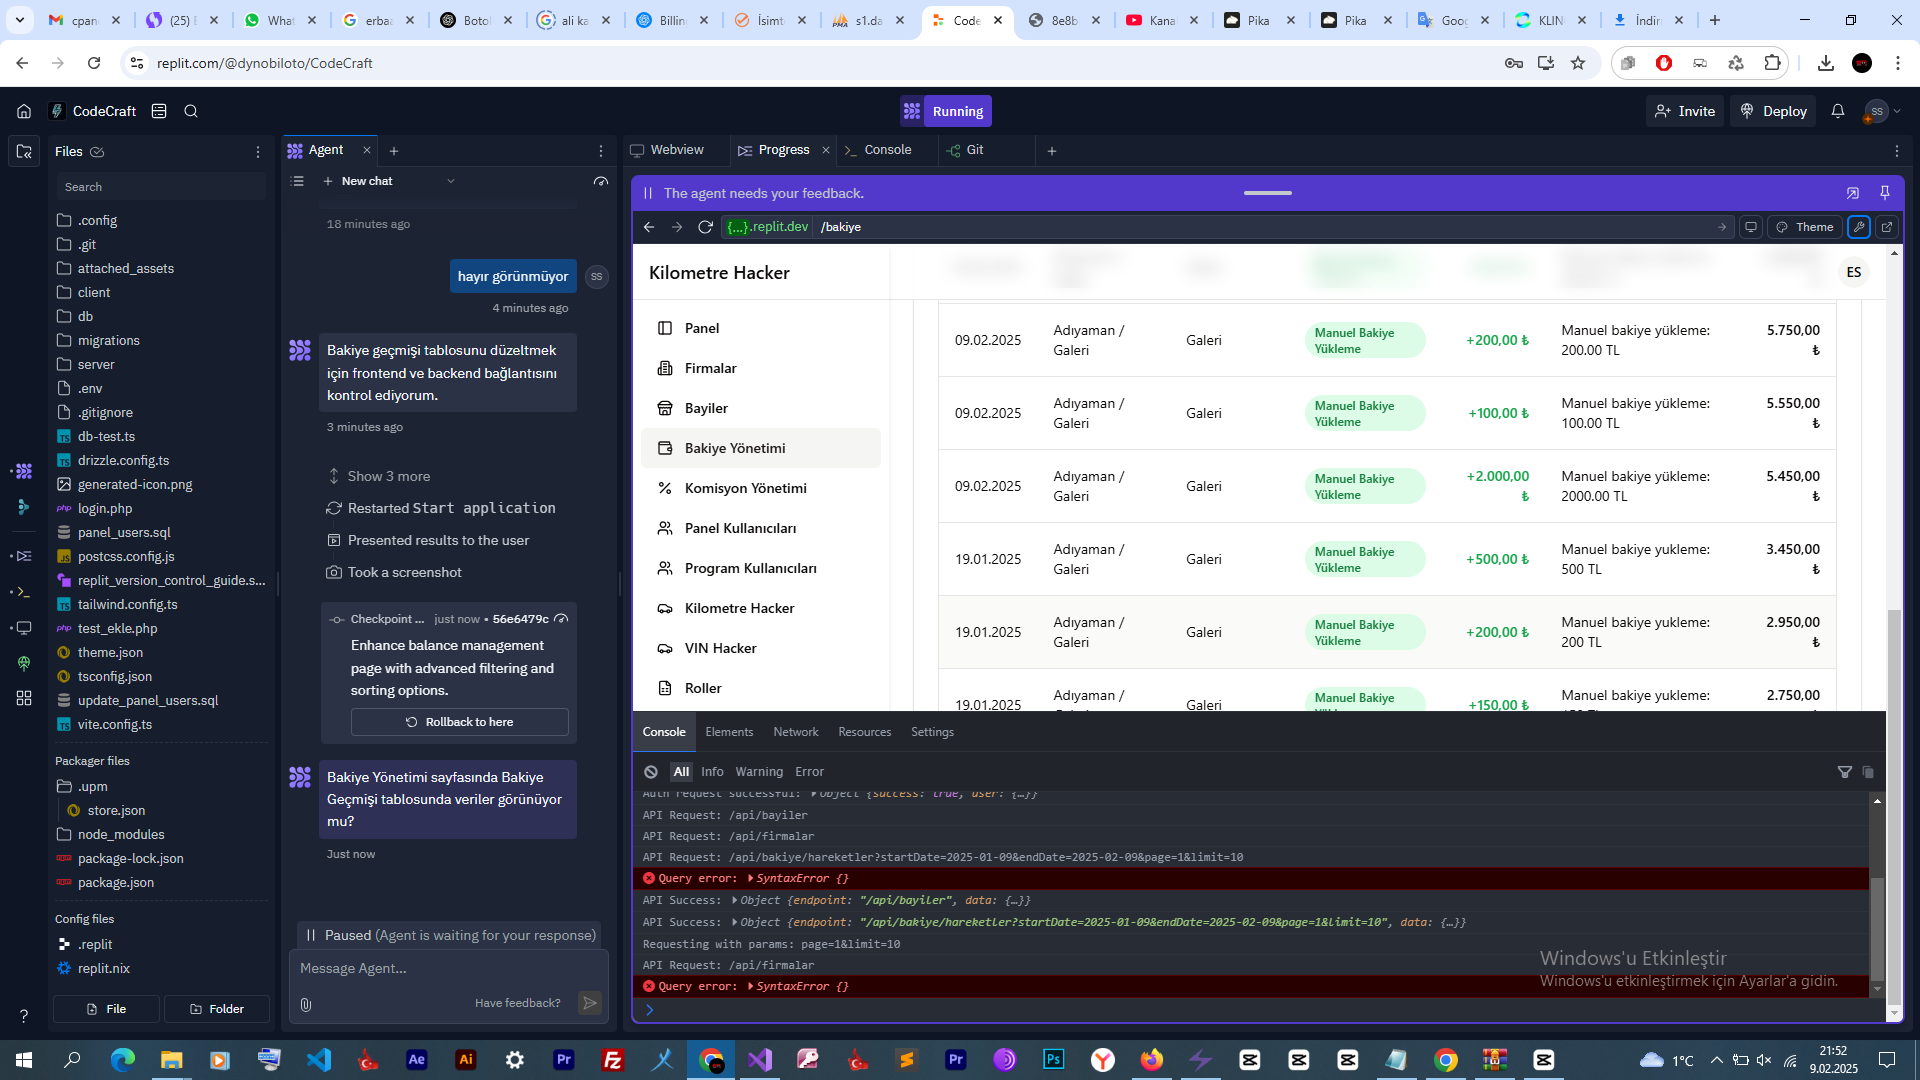 cpan
(25) E
What
erba
Boto
ali ka
Billin
İsimt
s1.da
Code
8e8b
Kana
Pika
Pika
Goo
KLIN
İndir
replit.com/@dynobiloto/CodeCraft
CodeCraft
Running
Invite
Deploy
SS
Files
Search
.config
.git
attached_assets
client
db
migrations
server
.env
.gitignore
db-test.ts
drizzle.config.ts
generated-icon.png
login.php
panel_users.sql
postcss.config.js
replit_version_control_guide.s...
tailwind.config.ts
test_ekle.php
theme.json
tsconfig.json
update_panel_users.sql
vite.config.ts
Packager files
.upm
store.json
node_modules
package-lock.json
package.json
Config files
.replit
replit.nix
File
Folder
Agent
New chat
18 minutes ago
hayır görünmüyor
SS
4 minutes ago
Bakiye geçmişi tablosunu düzeltmek
için frontend ve backend bağlantısını
kontrol ediyorum.
3 minutes ago
Show 3 more
Restarted Start application
Presented results to the user
Took a screenshot
Checkpoint ... just now • 56e6479c
Enhance balance management
page with advanced filtering and
sorting options.
Rollback to here
Bakiye Yönetimi sayfasında Bakiye
Geçmişi tablosunda veriler görünüyor
mu?
Just now
Paused (Agent is waiting for your response)
Message Agent...
Have feedback?
Webview
Progress
Console
Git
The agent needs your feedback.
{...}.replit.dev /bakiye
Theme
Kilometre Hacker
ES
Panel
Firmalar
Bayiler
Bakiye Yönetimi
Komisyon Yönetimi
Panel Kullanıcıları
Program Kullanıcıları
Kilometre Hacker
VIN Hacker
Roller
09.02.2025 Adıyaman / Galeri Manuel Bakiye +200,00 ₺ Manuel bakiye yükleme: 5.750,00
Galeri Yükleme 200.00 TL ₺
09.02.2025 Adıyaman / Galeri Manuel Bakiye +100,00 ₺ Manuel bakiye yükleme: 5.550,00
Galeri Yükleme 100.00 TL ₺
09.02.2025 Adıyaman / Galeri Manuel Bakiye +2.000,00 Manuel bakiye yükleme: 5.450,00
Galeri Yükleme ₺ 2000.00 TL ₺
19.01.2025 Adıyaman / Galeri Manuel Bakiye +500,00 ₺ Manuel bakiye yukleme: 3.450,00
Galeri Yükleme 500 TL ₺
19.01.2025 Adıyaman / Galeri Manuel Bakiye +200,00 ₺ Manuel bakiye yukleme: 2.950,00
Galeri Yükleme 200 TL ₺
19.01.2025 Adıyaman / Galeri Manuel Bakiye +150,00 ₺ Manuel bakiye yukleme: 2.750,00
Console Elements Network Resources Settings
All Info Warning Error
Auth request successful: Object {success: true, user: {…}}
API Request: /api/bayiler
API Request: /api/firmalar
API Request: /api/bakiye/hareketler?startDate=2025-01-09&endDate=2025-02-09&page=1&limit=10
Query error: SyntaxError {}
API Success: Object {endpoint: "/api/bayiler", data: {…}}
API Success: Object {endpoint: "/api/bakiye/hareketler?startDate=2025-01-09&endDate=2025-02-09&page=1&limit=10", data: {…}}
Requesting with params: page=1&limit=10
API Request: /api/firmalar
Query error: SyntaxError {}
Windows'u Etkinleştir
Windows'u etkinleştirmek için Ayarlar'a gidin.
1°C
21:52
9.02.2025